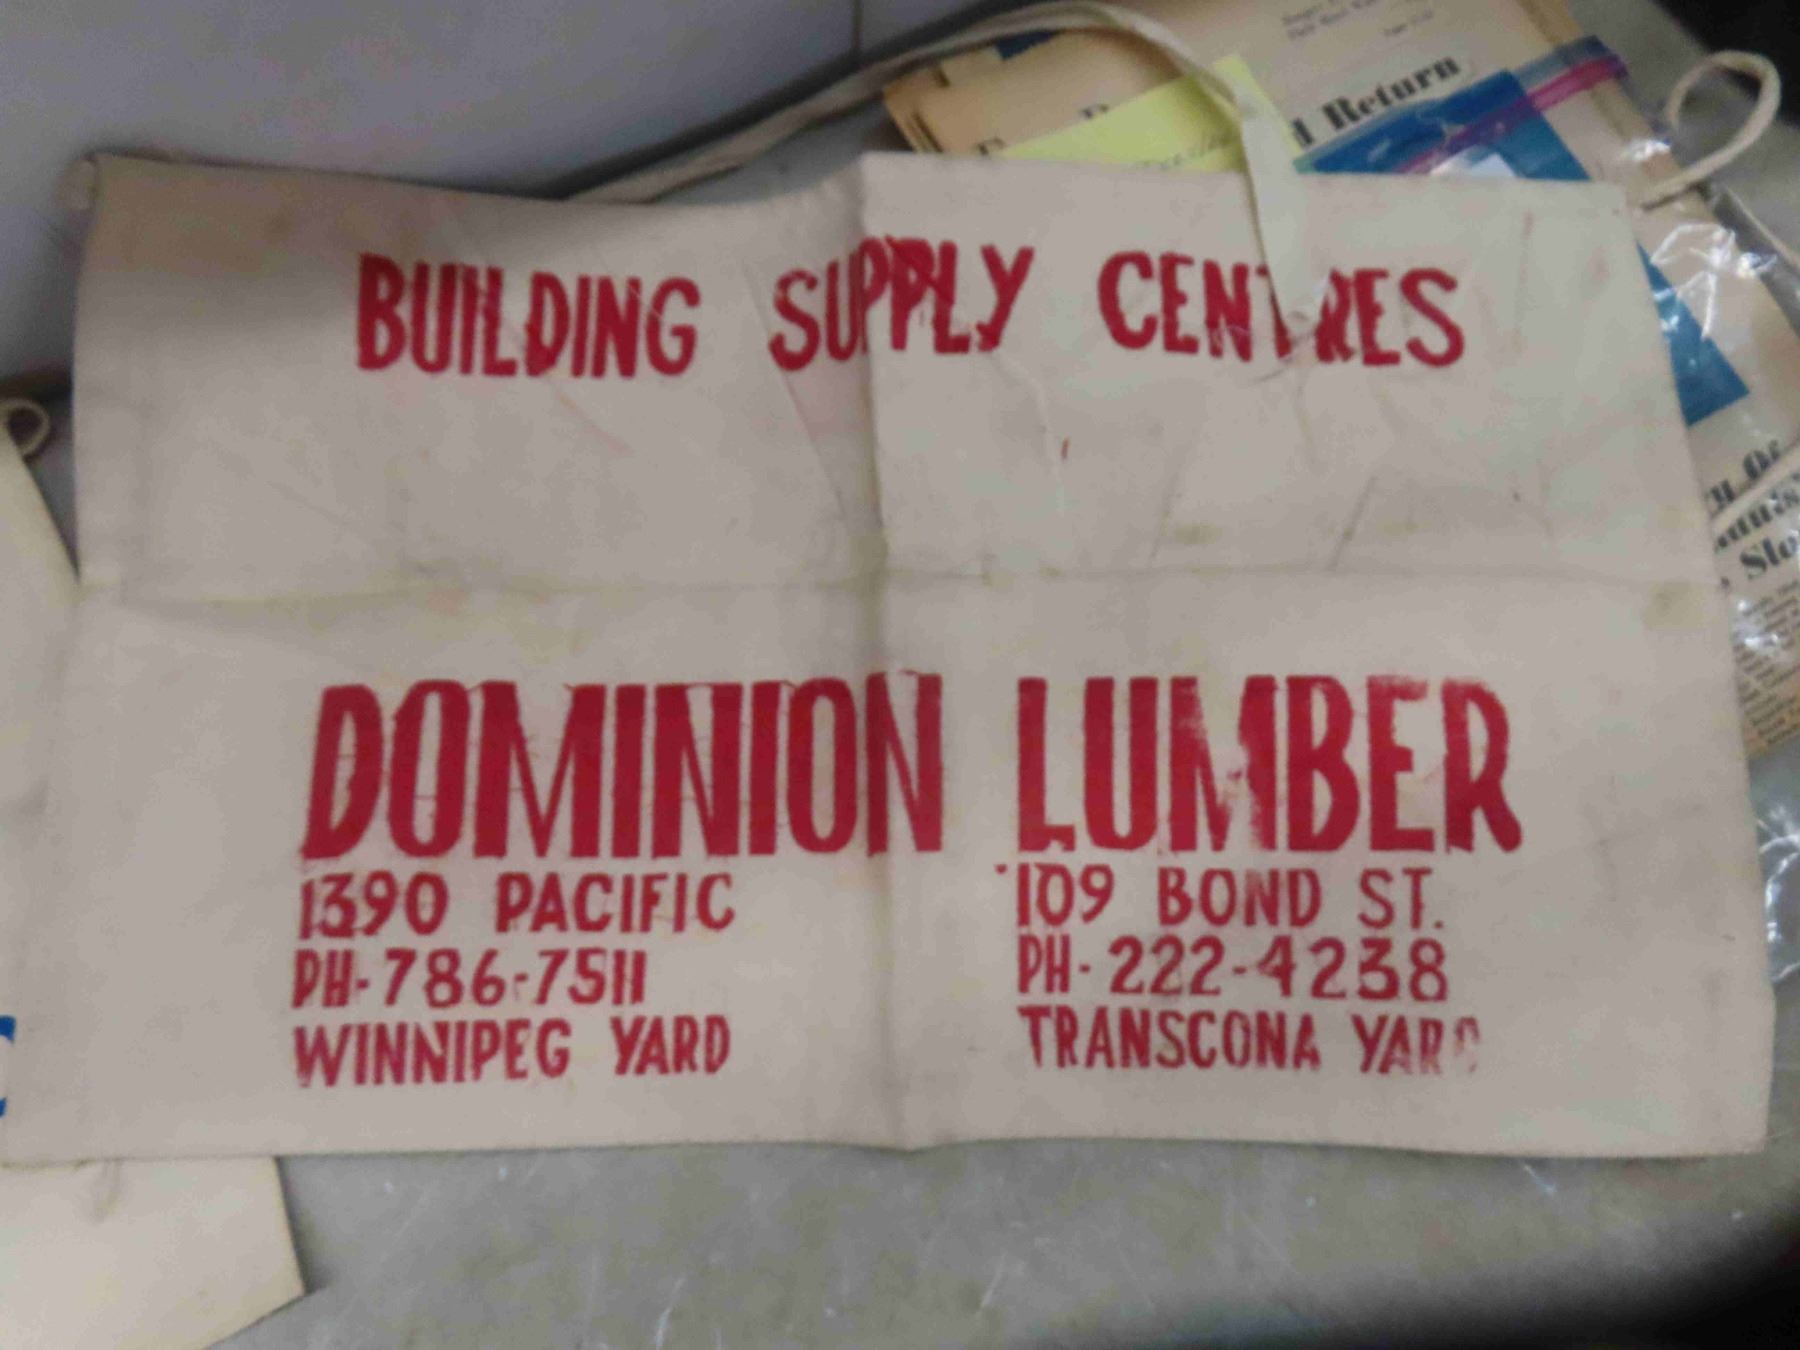 Return
BUILDING SUPPLY CENTRES
DOMINION LUMBER
1390 PACIFIC
PH-786-7511
WINNIPEG YARD
109 BOND ST.
PH-222-4238
TRANSCONA YARD